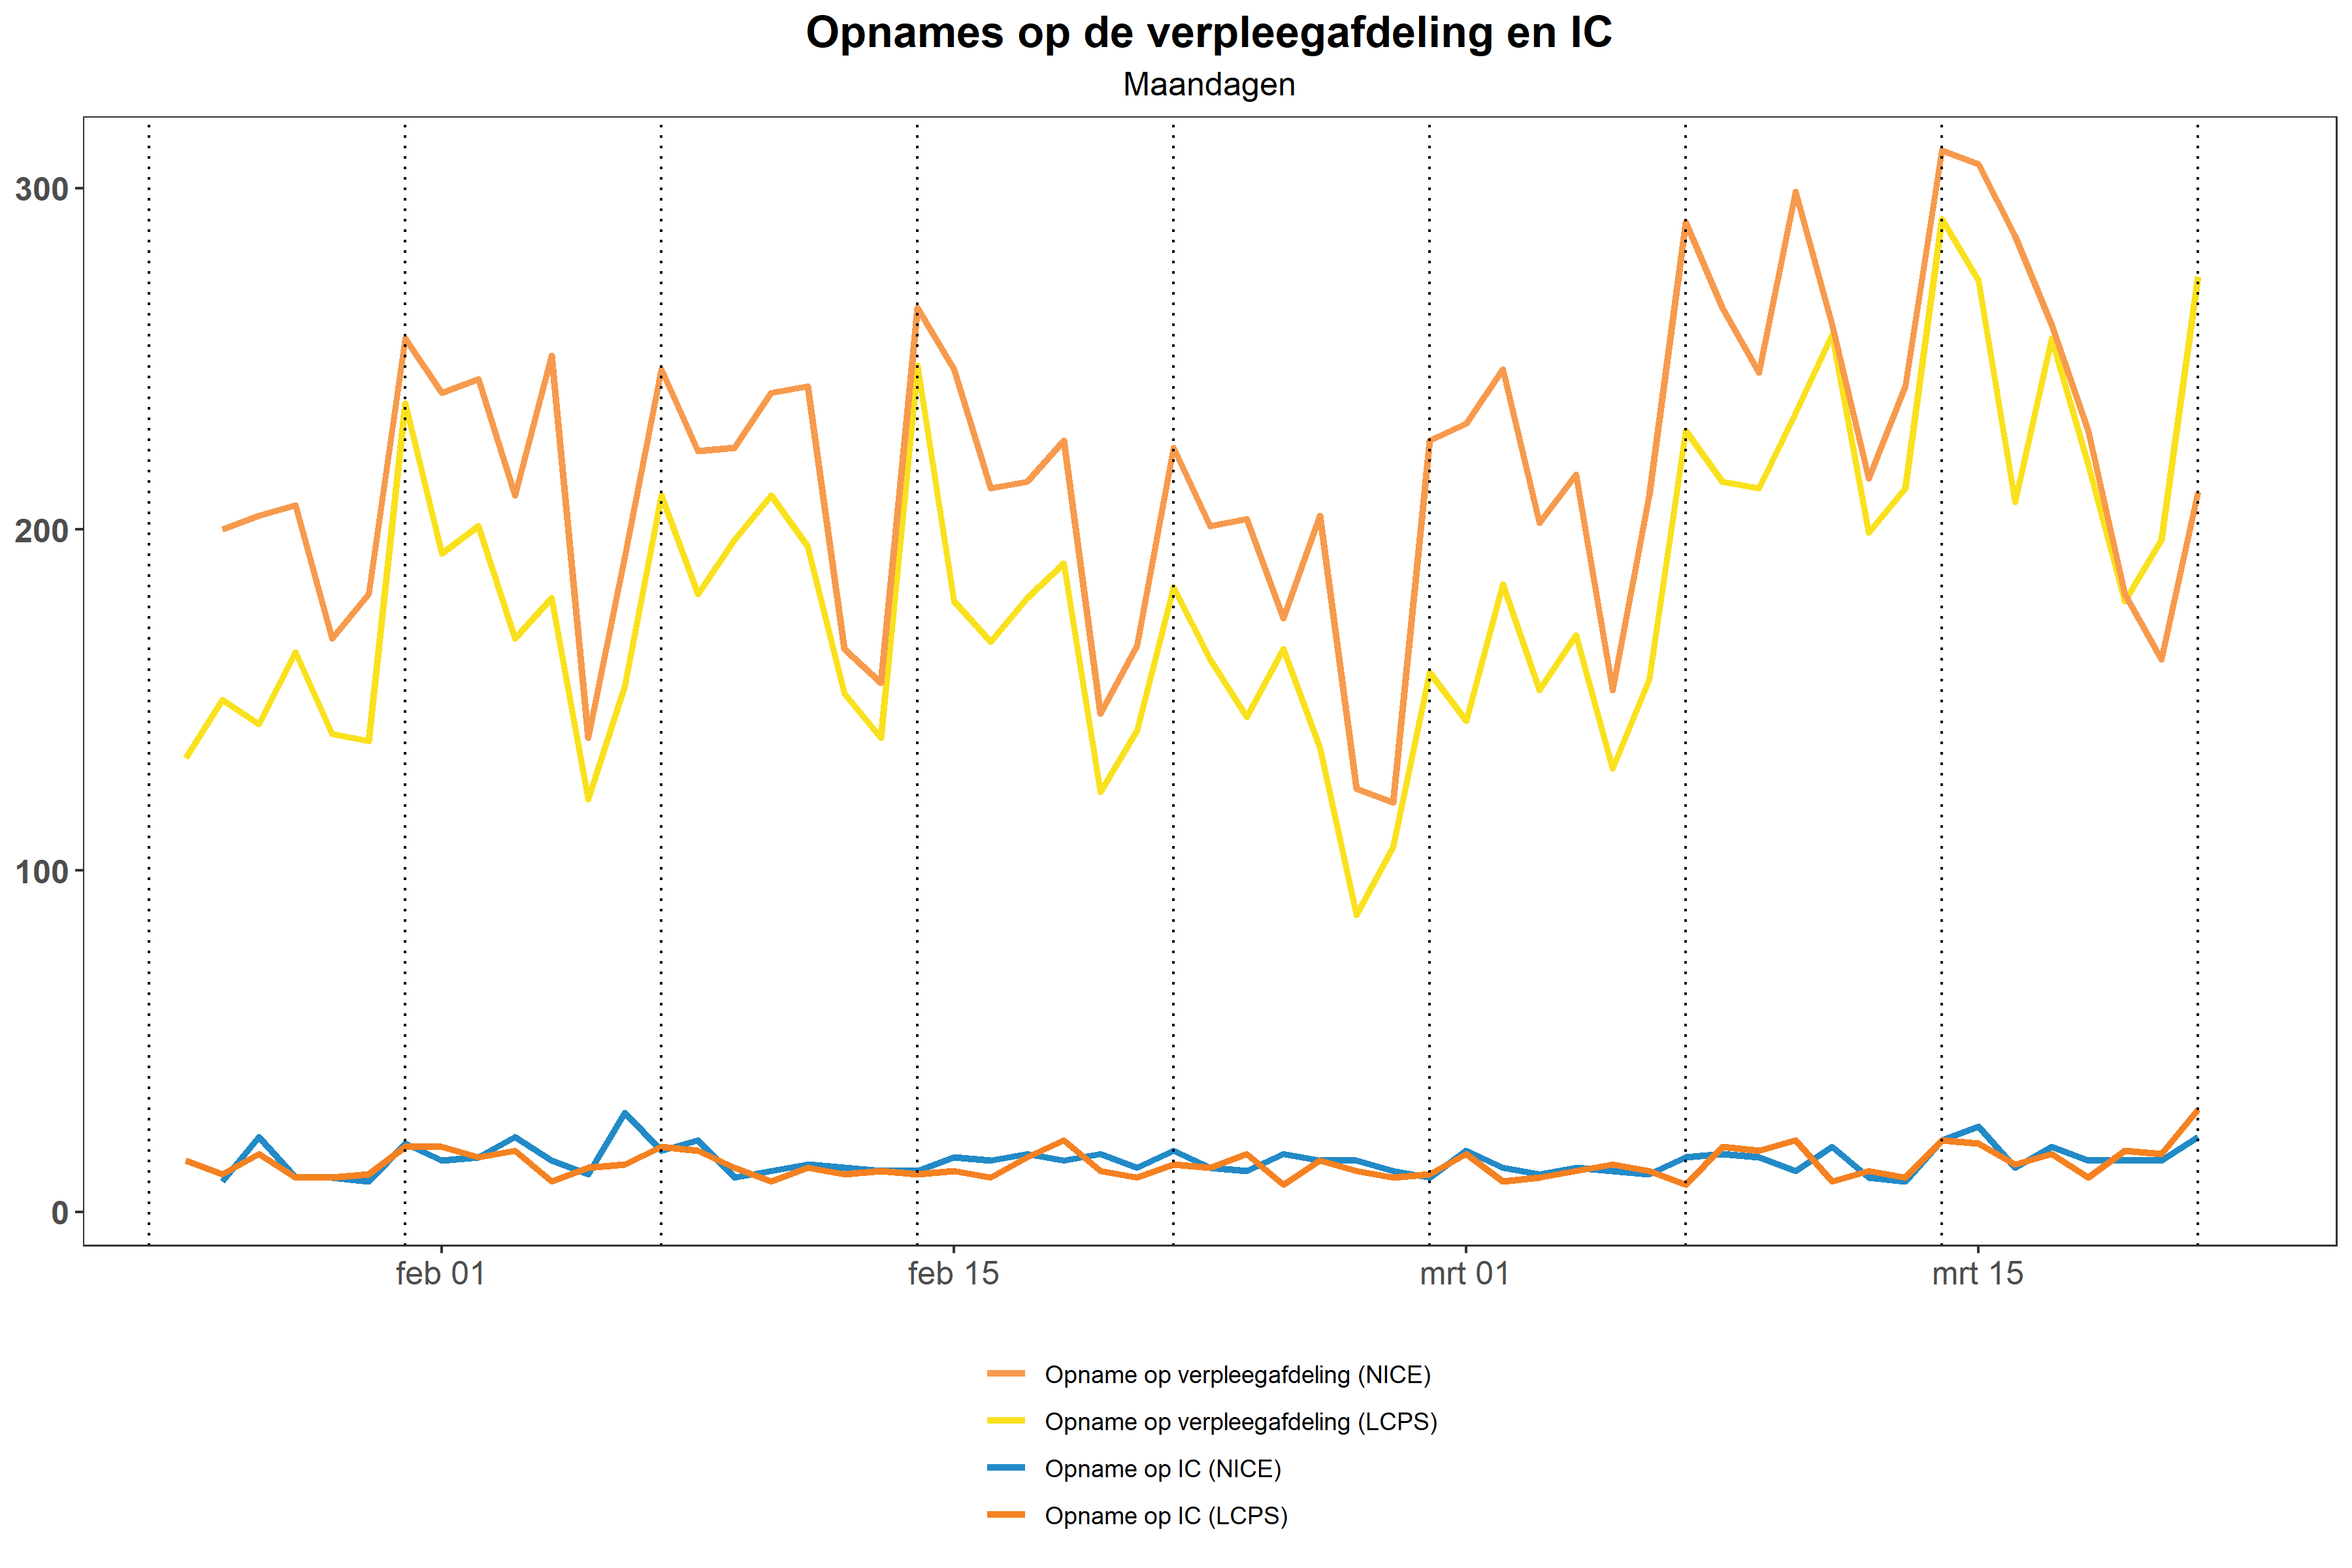 Opnames op de verpleegafdeling en IC
Maandagen
300
200
100
0
feb 01
feb 15
mrt 01
mrt 15
Opname op verpleegafdeling (NICE)
Opname op verpleegafdeling (LCPS)
Opname op IC (NICE)
Opname op IC (LCPS)